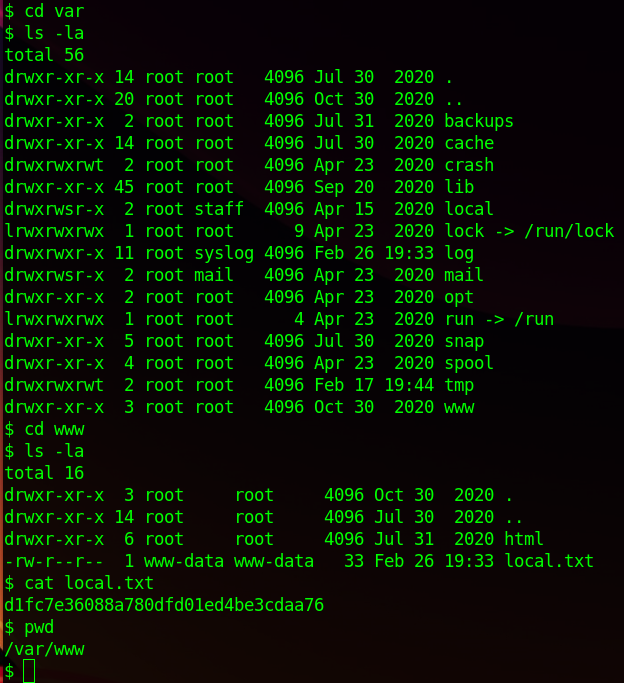 $ cd var
$ ls -la
total 56
drwxr-xr-x 14 root root   4096 Jul 30  2020 .
drwxr-xr-x 20 root root   4096 Oct 30  2020 ..
drwxr-xr-x  2 root root   4096 Jul 31  2020 backups
drwxr-xr-x 14 root root   4096 Jul 30  2020 cache
drwxrwxrwt  2 root root   4096 Apr 23  2020 crash
drwxr-xr-x 45 root root   4096 Sep 20  2020 lib
drwxrwsr-x  2 root staff  4096 Apr 15  2020 local
lrwxrwxrwx  1 root root      9 Apr 23  2020 lock -> /run/lock
drwxrwxr-x 11 root syslog 4096 Feb 26 19:33 log
drwxrwsr-x  2 root mail   4096 Apr 23  2020 mail
drwxr-xr-x  2 root root   4096 Apr 23  2020 opt
lrwxrwxrwx  1 root root      4 Apr 23  2020 run -> /run
drwxr-xr-x  5 root root   4096 Jul 30  2020 snap
drwxr-xr-x  4 root root   4096 Apr 23  2020 spool
drwxrwxrwt  2 root root   4096 Feb 17 19:44 tmp
drwxr-xr-x  3 root root   4096 Oct 30  2020 www
$ cd www
$ ls -la
total 16
drwxr-xr-x  3 root     root     4096 Oct 30  2020 .
drwxr-xr-x 14 root     root     4096 Jul 30  2020 ..
drwxr-xr-x  6 root     root     4096 Jul 31  2020 html
-rw-r--r--  1 www-data www-data   33 Feb 26 19:33 local.txt
$ cat local.txt
d1fc7e36088a780dfd01ed4be3cdaa76
$ pwd
/var/www
$